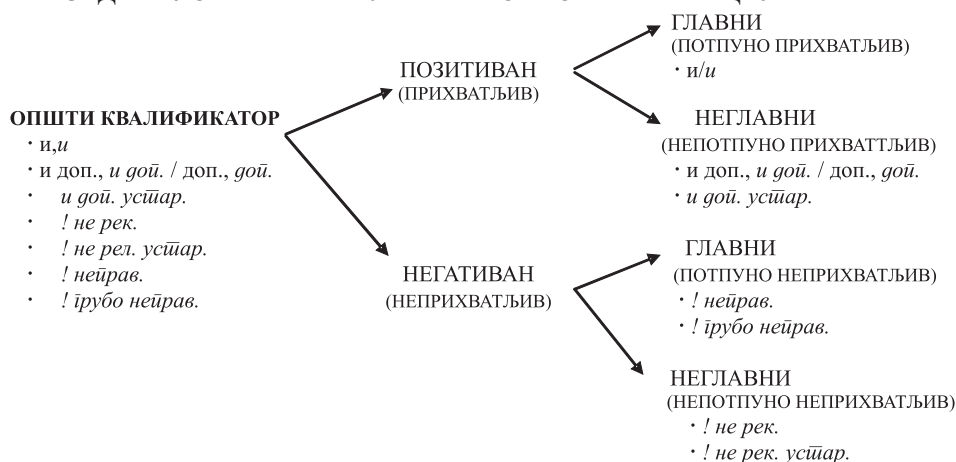 ОПШТИ КВАЛИФИКАТОР
· и,и
· и доп., и доп. / доп., доп.
· и доп. устар.
· ! не рек.
· ! не рел. устар.
· ! неправ.
· ! грубо неправ.
ПОЗИТИВАН
(ПРИХВАТЉИВ)
ГЛАВНИ
(ПОТПУНО ПРИХВАТЉИВ)
· и/и
НЕГЛАВНИ
(НЕПОТПУНО ПРИХВАТТЉИВ)
· и доп., и доп. / доп., доп.
· и доп. устар.
НЕГАТИВАН
(НЕПРИХВАТЉИВ)
ГЛАВНИ
(ПОТПУНО НЕПРИХВАТЉИВ)
· ! неправ.
· ! грубо неправ.
НЕГЛАВНИ
(НЕПОТПУНО НЕПРИХВАТЉИВ)
· ! не рек.
· ! не рек. устар.